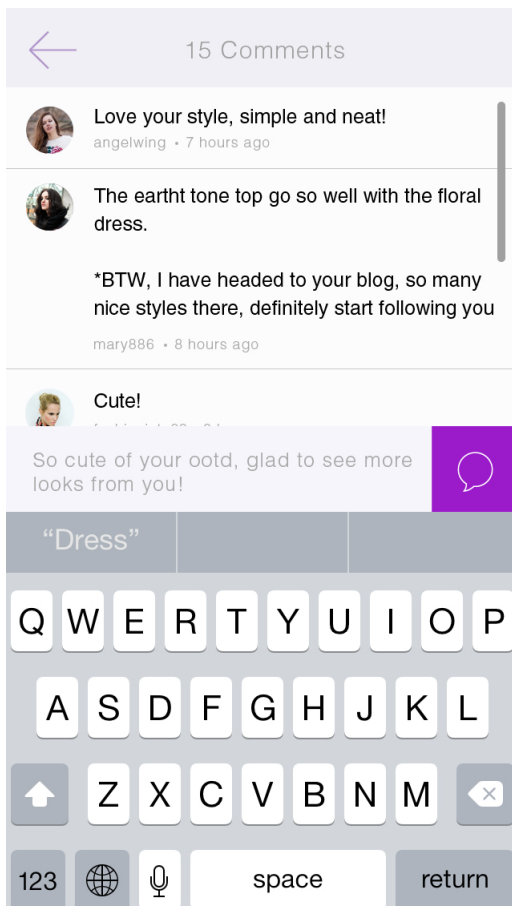 15 Comments
Love your style, simple and neat!
angelwing • 7 hours ago
The eartht tone top go so well with the floral
dress.
*BTW, I have headed to your blog, so many
nice styles there, definitely start following you
mary886 • 8 hours ago
Cute!
So cute of your ootd, glad to see more
looks from you!
“Dress”
Q W E R T Y U I O P
A S D F G H J K L
Z X C V B N M
123 space return